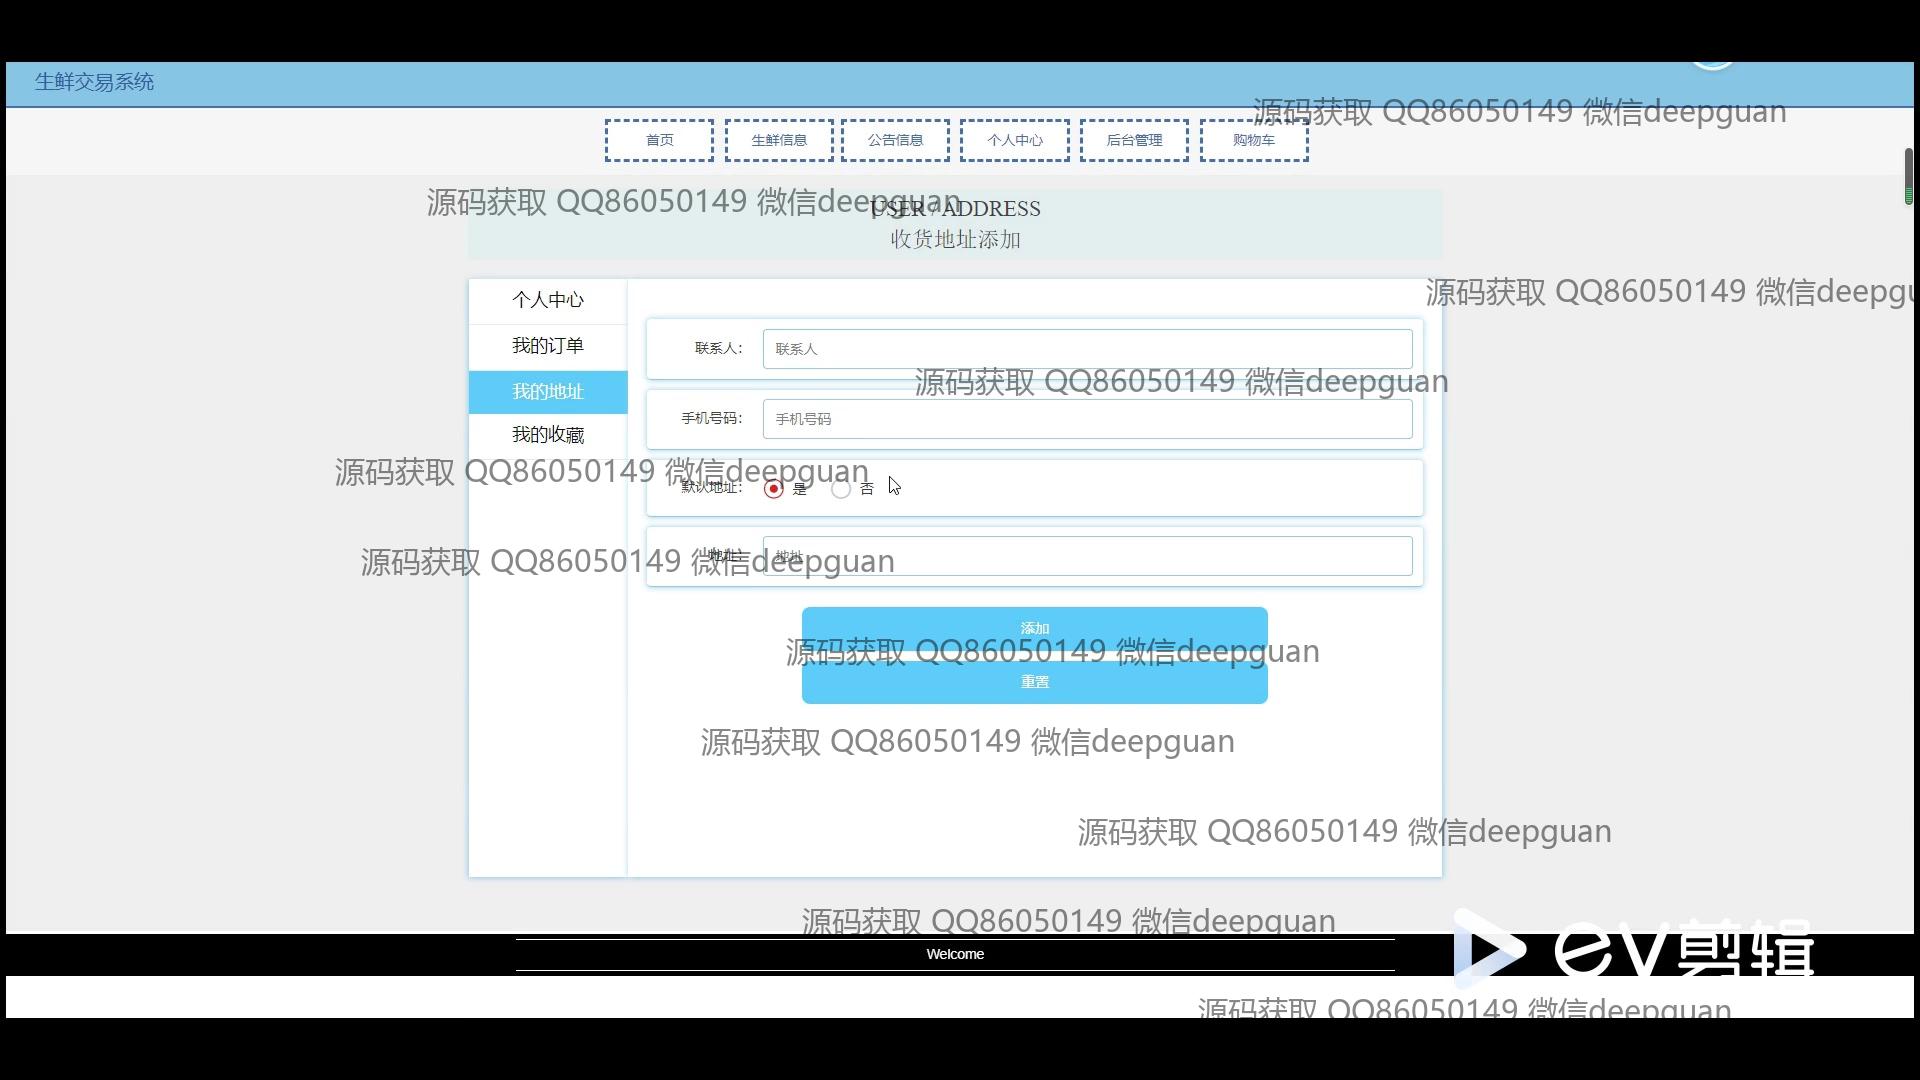 生鲜交易系统
源码获取 QQ86050149 微信deepguan
首页 生鲜信息 公告信息 个人中心 后台管理 购物车
源码获取 QQ86050149 微信deepguan
USER / ADDRESS
收货地址添加
源码获取 QQ86050149 微信deepgu
个人中心
我的订单
我的地址
我的收藏
联系人： 联系人
源码获取 QQ86050149 微信deepguan
手机号码： 手机号码
源码获取 QQ86050149 微信deepguan
默认地址： 是 否
源码获取 QQ86050149 微信deepguan
地址： 地址
添加
源码获取 QQ86050149 微信deepguan
重置
源码获取 QQ86050149 微信deepguan
源码获取 QQ86050149 微信deepguan
源码获取 QQ86050149 微信deepguan
Welcome
ev剪辑
源码获取 QQ86050149 微信deepguan